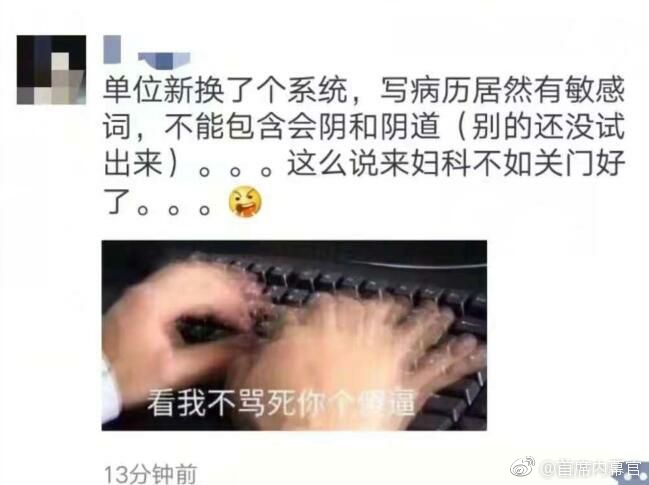 单位新换了个系统，写病历居然有敏感
词，不能包含会阴和阴道（别的还没试
出来）。。。这么说来妇科不如关门好
了。。。
看我不骂死你个傻逼
13分钟前
@首席内幕官